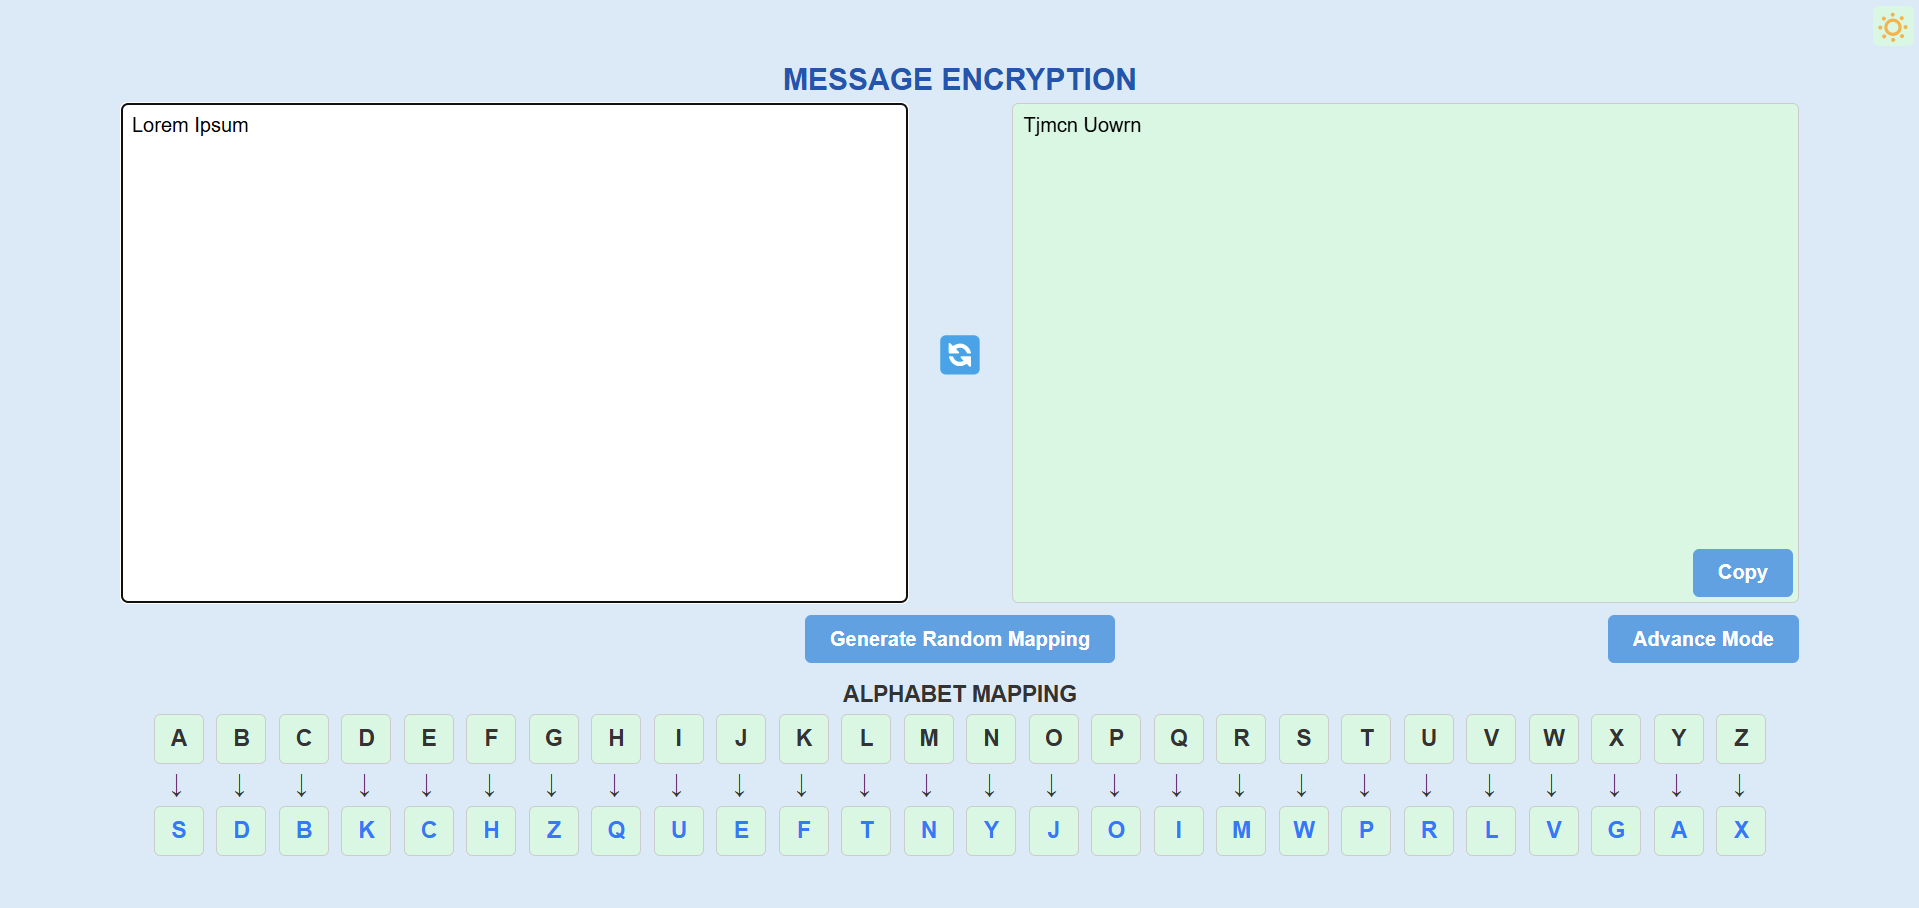 MESSAGE ENCRYPTION
Lorem Ipsum
Tjmcn Uowrn
Copy
Generate Random Mapping
Advance Mode
ALPHABET MAPPING
A B C D E F G H I J K L M N O P Q R S T U V W X Y Z
↓ ↓ ↓ ↓ ↓ ↓ ↓ ↓ ↓ ↓ ↓ ↓ ↓ ↓ ↓ ↓ ↓ ↓ ↓ ↓ ↓ ↓ ↓ ↓ ↓ ↓
S D B K C H Z Q U E F T N Y J O I M W P R L V G A X